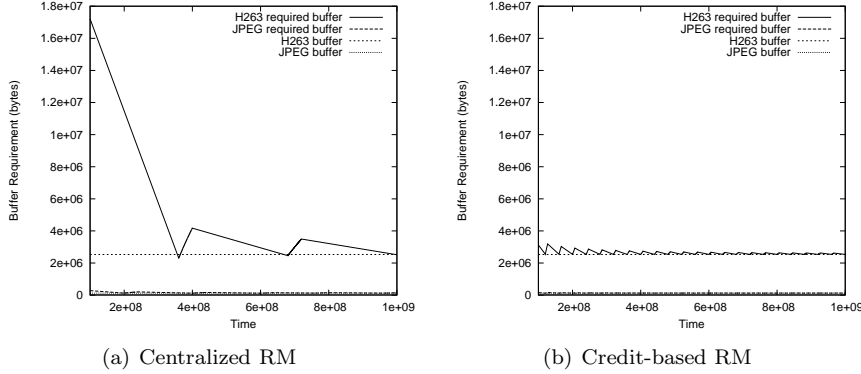 1.8e+07
1.6e+07
1.4e+07
1.2e+07
1e+07
8e+06
6e+06
4e+06
2e+06
0
Buffer Requirement (bytes)
H263 required buffer
JPEG required buffer
H263 buffer
JPEG buffer
2e+08 4e+08 6e+08 8e+08 1e+09
Time
(a) Centralized RM
1.8e+07
1.6e+07
1.4e+07
1.2e+07
1e+07
8e+06
6e+06
4e+06
2e+06
0
Buffer Requirement (bytes)
H263 required buffer
JPEG required buffer
H263 buffer
JPEG buffer
2e+08 4e+08 6e+08 8e+08 1e+09
Time
(b) Credit-based RM